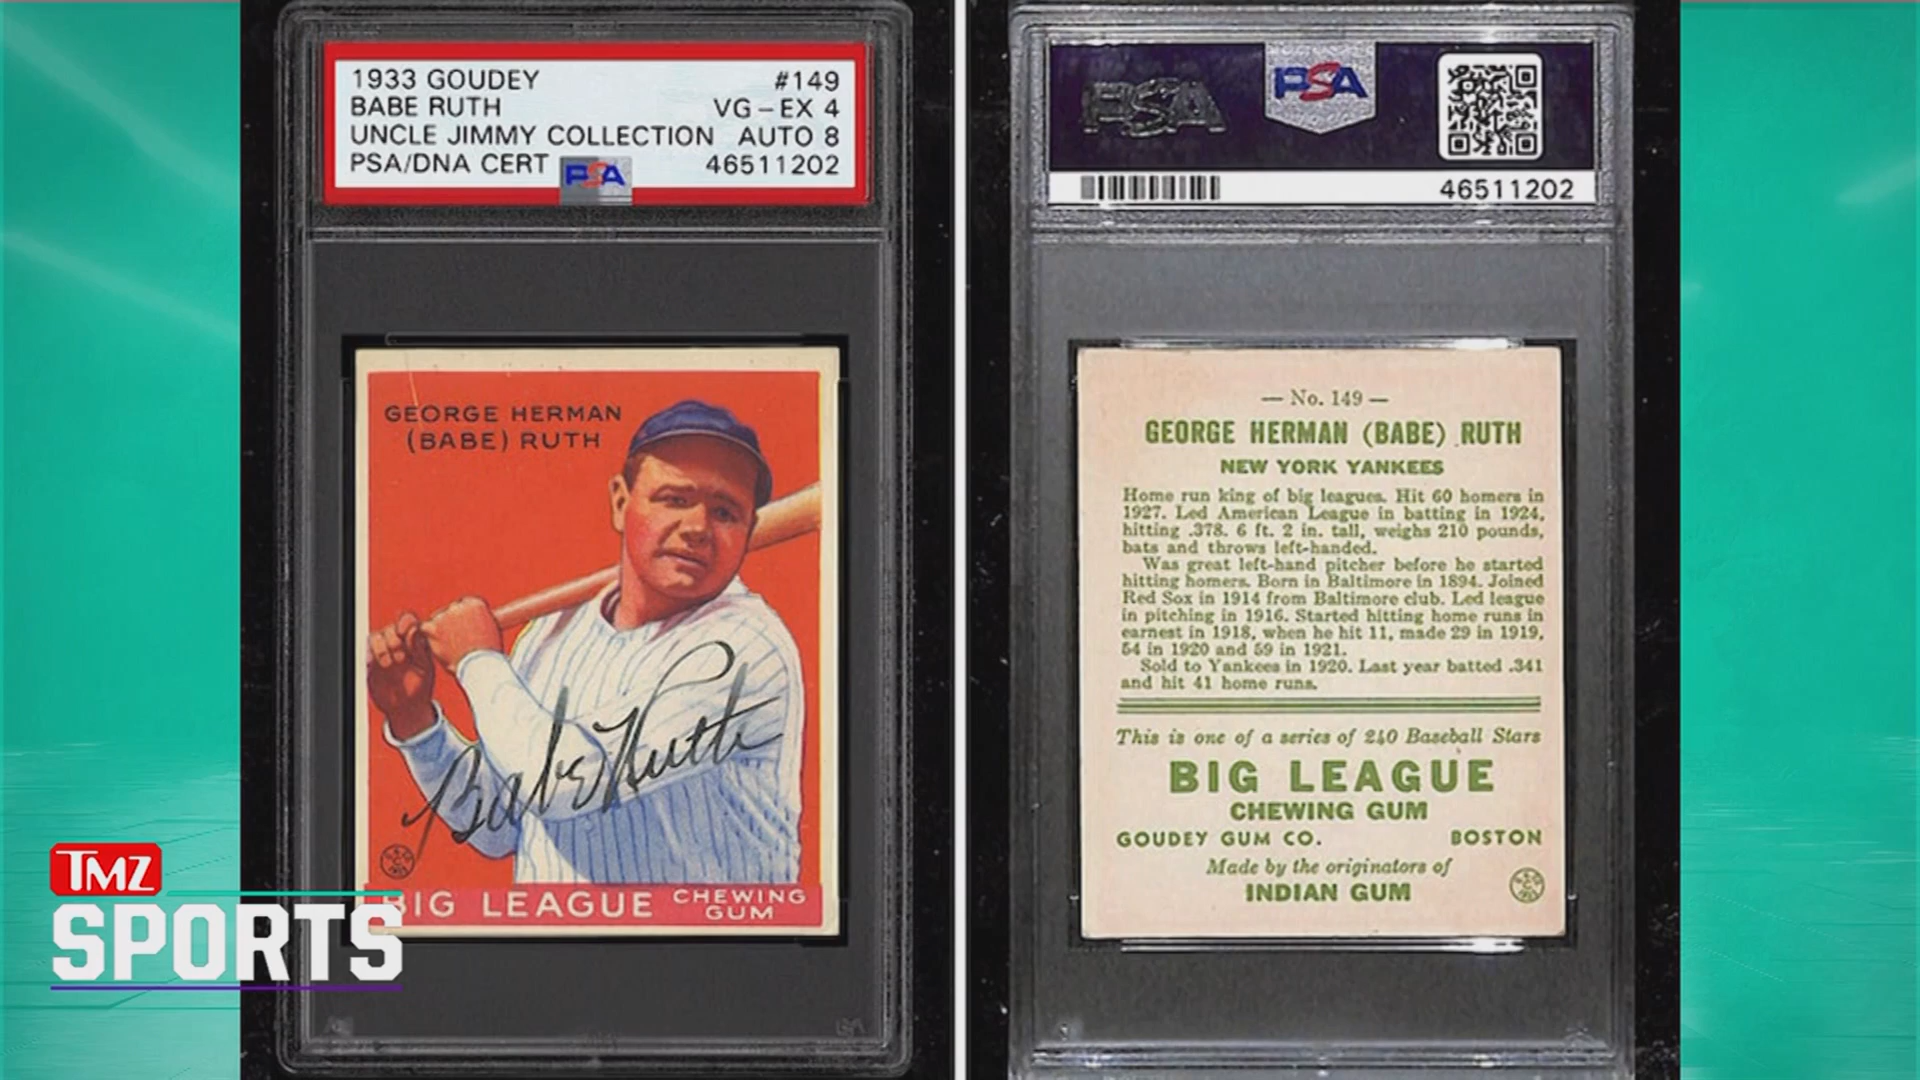 1933 GOUDEY #149
BABE RUTH VG-EX 4
UNCLE JIMMY COLLECTION AUTO 8
PSA/DNA CERT PSA 46511202
GEORGE HERMAN
(BABE) RUTH
Babe Ruth
BIG LEAGUE CHEWING GUM
TMZ
SPORTS
PSA PSA
46511202
— No. 149 —
GEORGE HERMAN (BABE) RUTH
NEW YORK YANKEES
Home run king of big leagues. Hit 60 homers in
1927. Led American League in batting in 1924,
hitting .378. 6 ft. 2 in. tall, weighs 210 pounds,
bats and throws left-handed.
Was great left-hand pitcher before he started
hitting homers. Born in Baltimore in 1894. Joined
Red Sox in 1914 from Baltimore club. Led league
in pitching in 1916. Started hitting home runs in
earnest in 1918, when he hit 11, made 29 in 1919,
54 in 1920 and 59 in 1921.
Sold to Yankees in 1920. Last year batted .341
and hit 41 home runs.
This is one of a series of 240 Baseball Stars
BIG LEAGUE
CHEWING GUM
GOUDEY GUM CO. BOSTON
Made by the originators of
INDIAN GUM